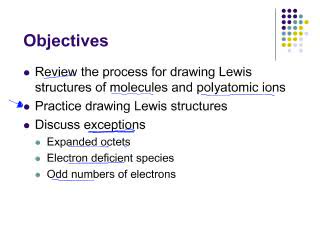 Objectives
Review the process for drawing Lewis
structures of molecules and polyatomic ions
Practice drawing Lewis structures
Discuss exceptions
Expanded octets
Electron deficient species
Odd numbers of electrons